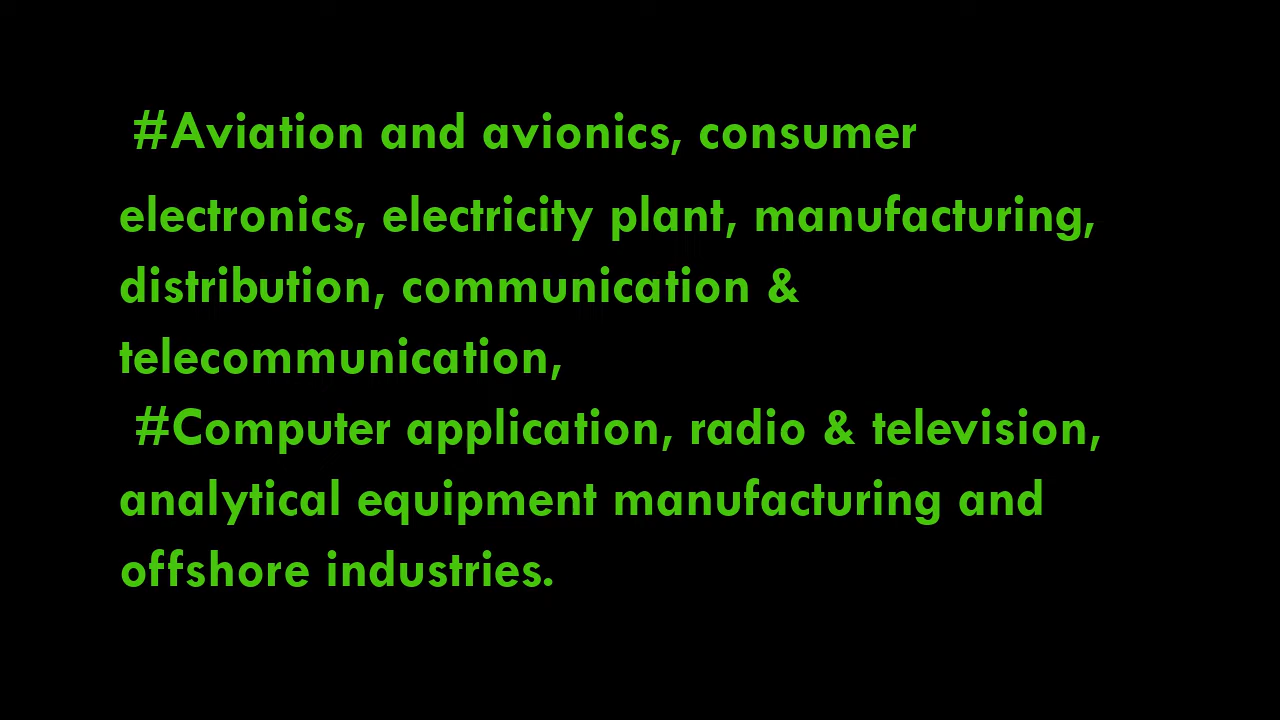 #Aviation and avionics, consumer
electronics, electricity plant, manufacturing,
distribution, communication &
telecommunication,
#Computer application, radio & television,
analytical equipment manufacturing and
offshore industries.